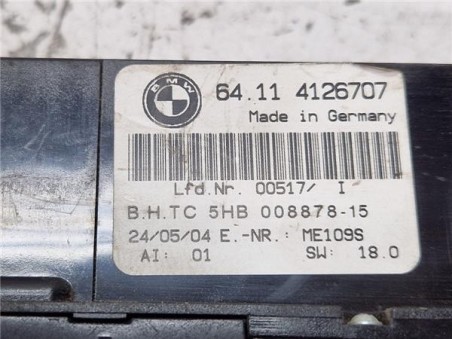 BMW
64.11 4126707
Made in Germany
Lfd.Nr. 00517/ I
B.H.TC 5HB 008878-15
24/05/04 E.-NR.: ME109S
AI: 01 SW: 18.0